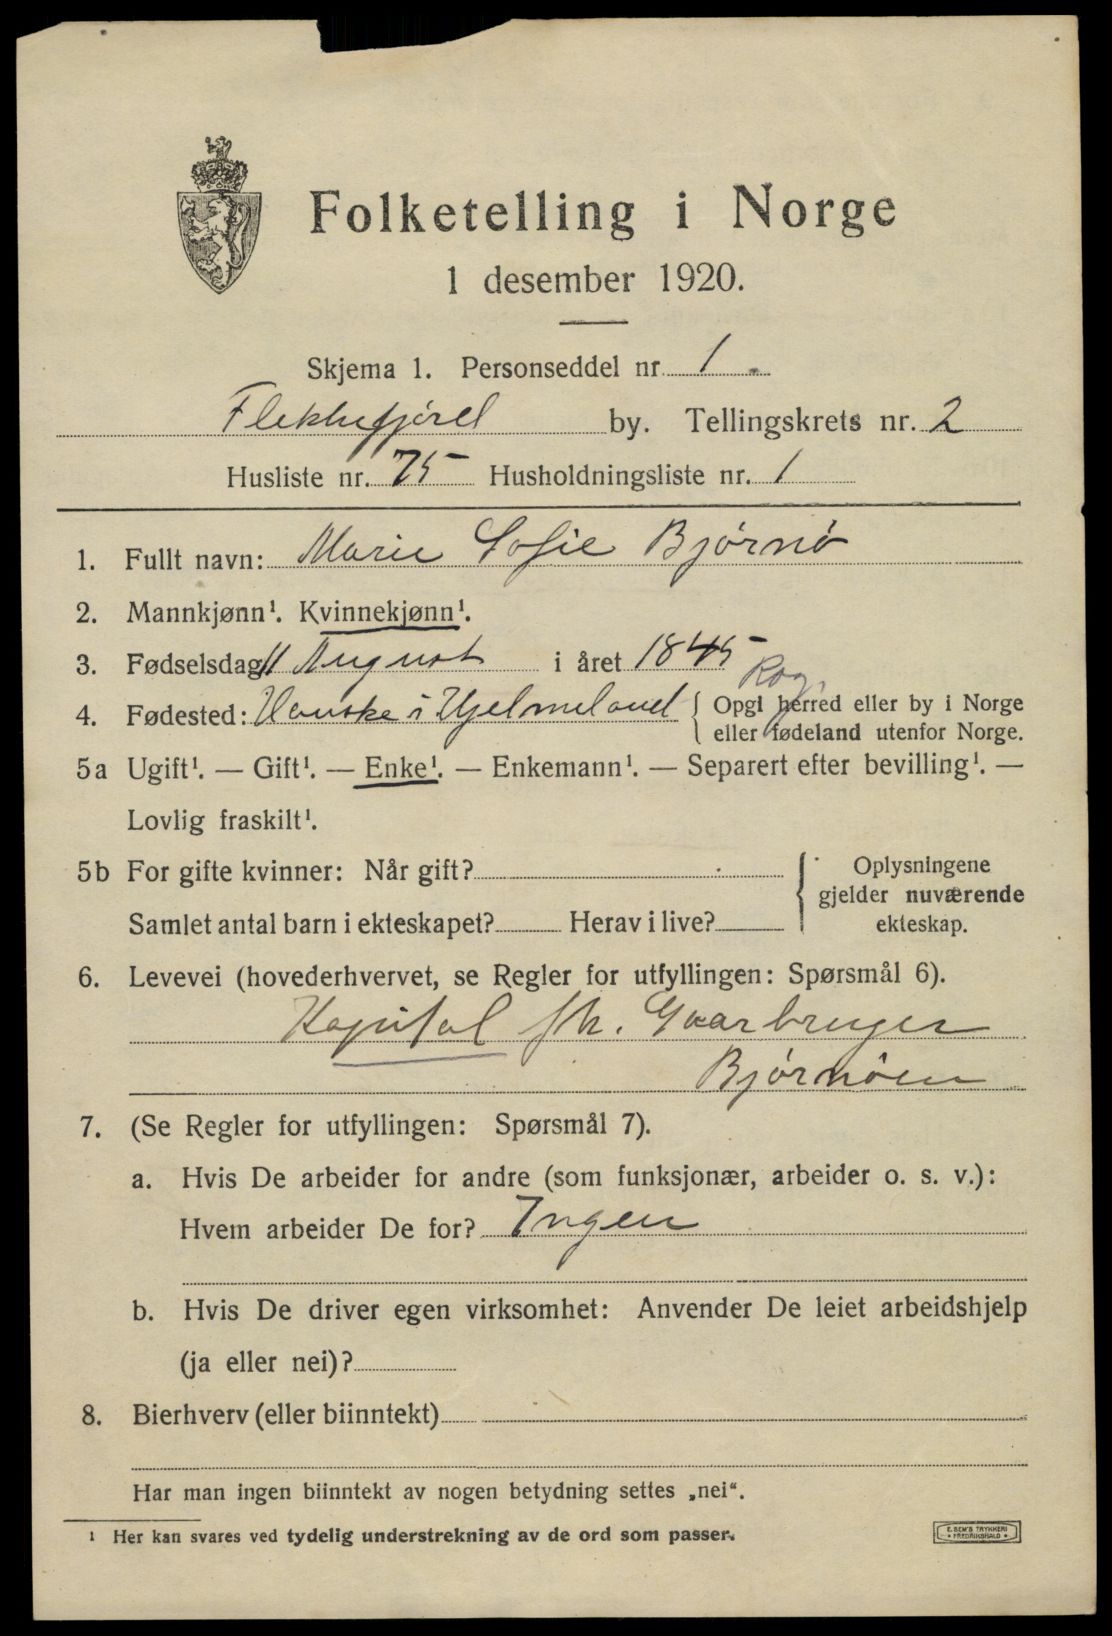 Folketelling i Norge
1 desember 1920.
Skjema 1. Personseddel nr. 1.
Flekkefjord by. Tellingskrets nr. 2
Husliste nr. 75 Husholdningsliste nr. 1
1. Fullt navn: Marie Sofie Bjørnø
2. Mannkjønn¹. Kvinnekjønn¹.
3. Fødselsdag 11 August i året 1845
Rog.
4. Fødested: i Hjelmeland { Opgi herred eller by i Norge
eller fødeland utenfor Norge.
5a Ugift¹. — Gift¹. — Enke¹. — Enkemann¹. — Separert efter bevilling¹. —
Lovlig fraskilt¹.
5b For gifte kvinner: Når gift? { Oplysningene
gjelder nuværende
Samlet antal barn i ekteskapet? Herav i live? ekteskap.
6. Levevei (hovederhvervet, se Regler for utfyllingen: Spørsmål 6).
Kapital fh. Gaarbruger
Bjørnøen
7. (Se Regler for utfyllingen: Spørsmål 7).
a. Hvis De arbeider for andre (som funksjonær, arbeider o. s. v.):
Hvem arbeider De for? Ingen
b. Hvis De driver egen virksomhet: Anvender De leiet arbeidshjelp
(ja eller nei)?
8. Bierhverv (eller biinntekt)
Har man ingen biinntekt av nogen betydning settes „nei“.
¹ Her kan svares ved tydelig understrekning av de ord som passer.
E. SEM'S TRYKKERI
FREDRIKSHALD